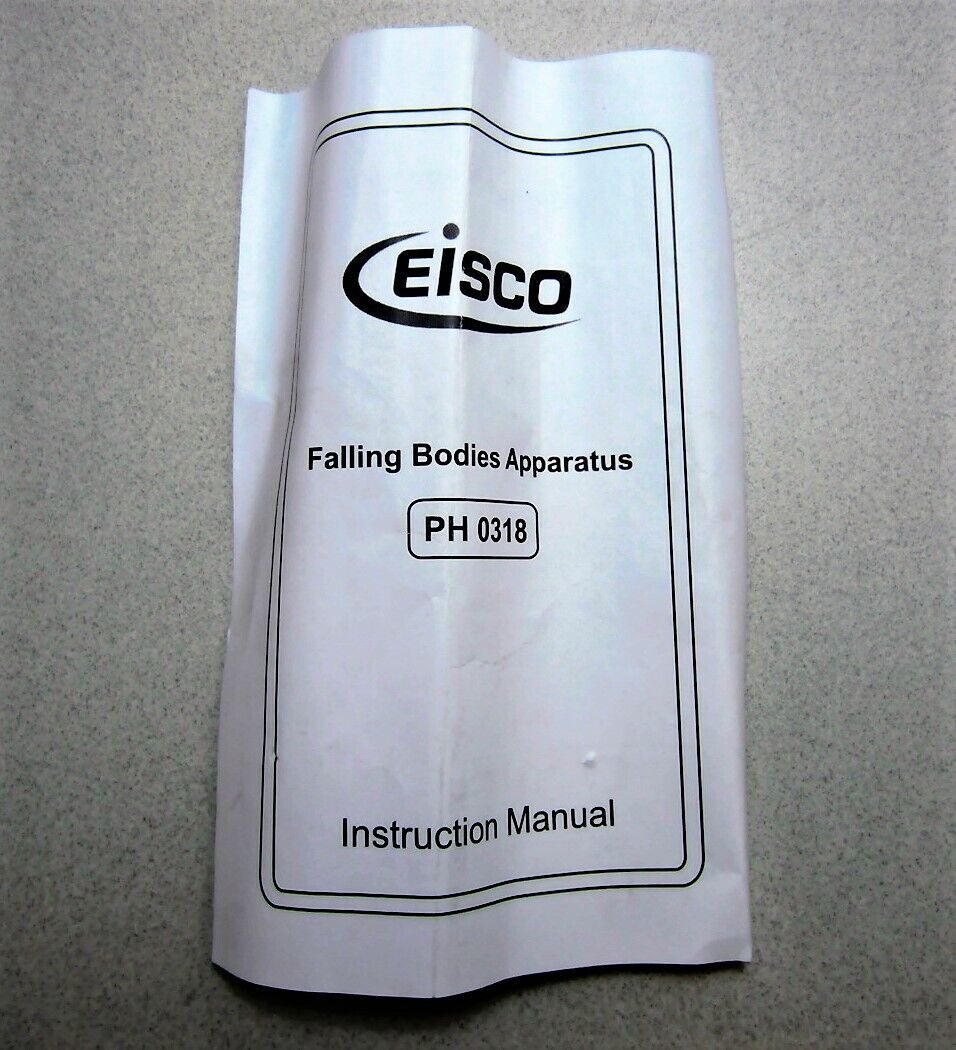 EiSCO
Falling Bodies Apparatus
PH 0318
Instruction Manual